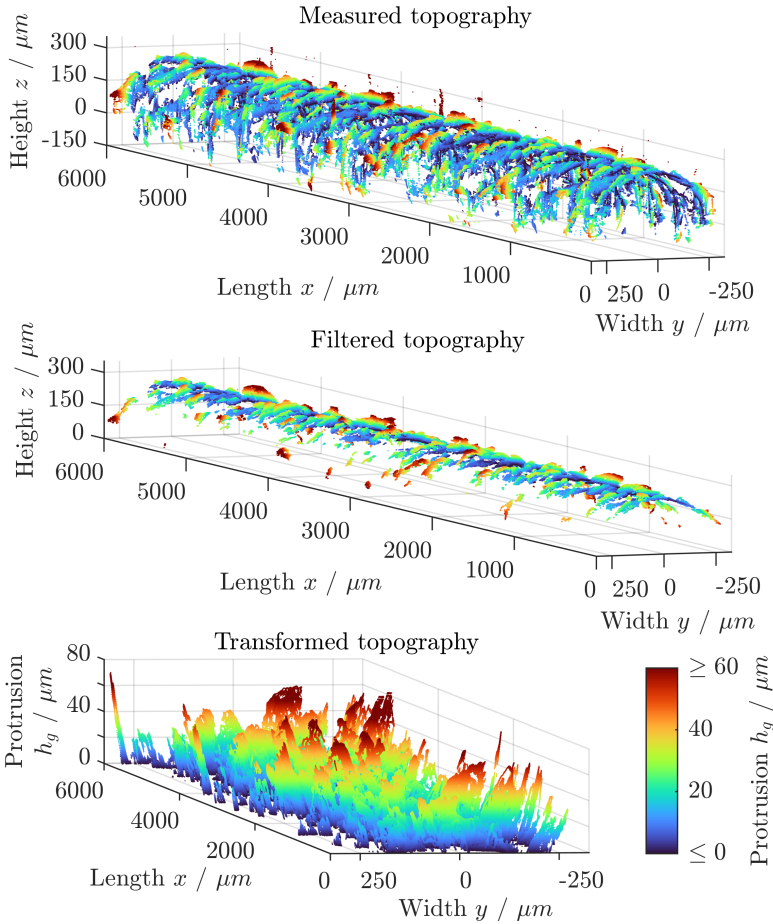 Measured topography
Height z / μm
300
150
0
-150
6000
5000
4000
3000
2000
1000
0
250
0
-250
Length x / μm
Width y / μm
Filtered topography
Height z / μm
300
150
0
6000
5000
4000
3000
2000
1000
0
250
0
-250
Length x / μm
Width y / μm
Transformed topography
Protrusion
h_g / μm
80
40
0
6000
4000
2000
0
250
0
-250
Length x / μm
Width y / μm
≥ 60
40
20
≤ 0
Protrusion h_g / μm